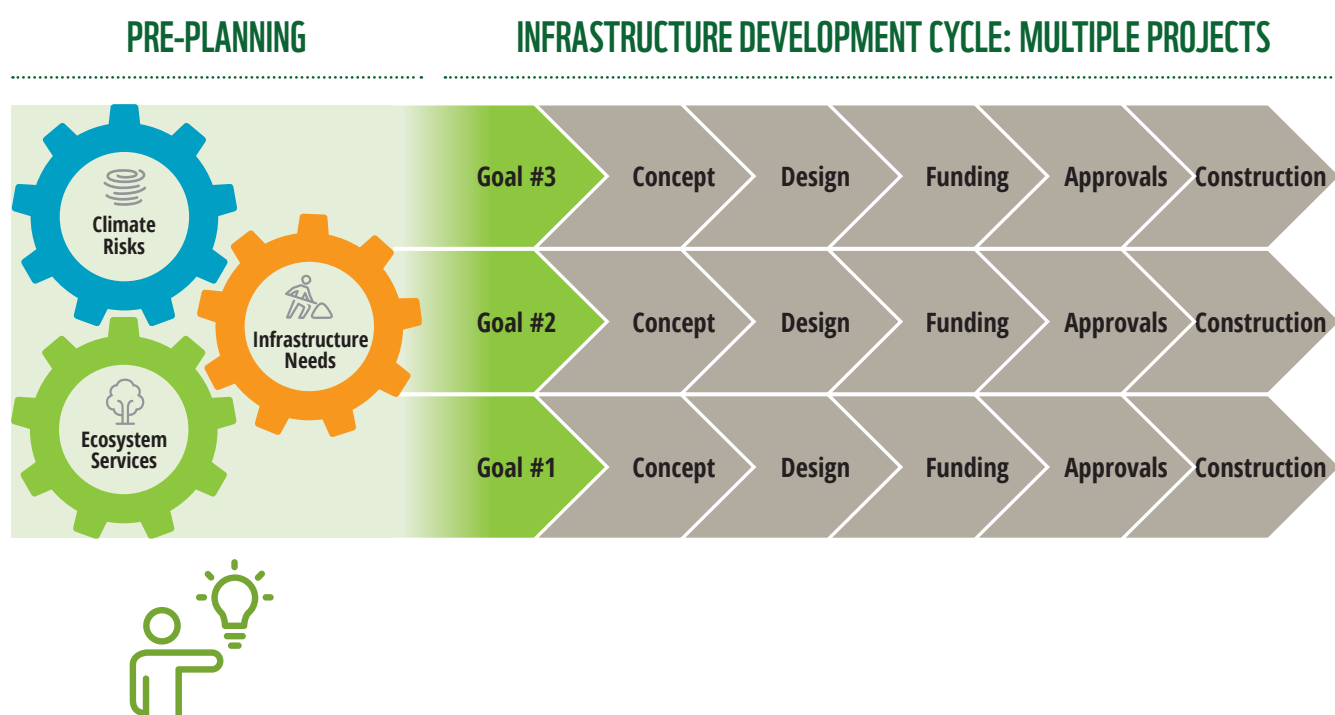 PRE-PLANNING
INFRASTRUCTURE DEVELOPMENT CYCLE: MULTIPLE PROJECTS
Climate
Risks
Infrastructure
Needs
Ecosystem
Services
Goal #3
Concept
Design
Funding
Approvals
Construction
Goal #2
Concept
Design
Funding
Approvals
Construction
Goal #1
Concept
Design
Funding
Approvals
Construction